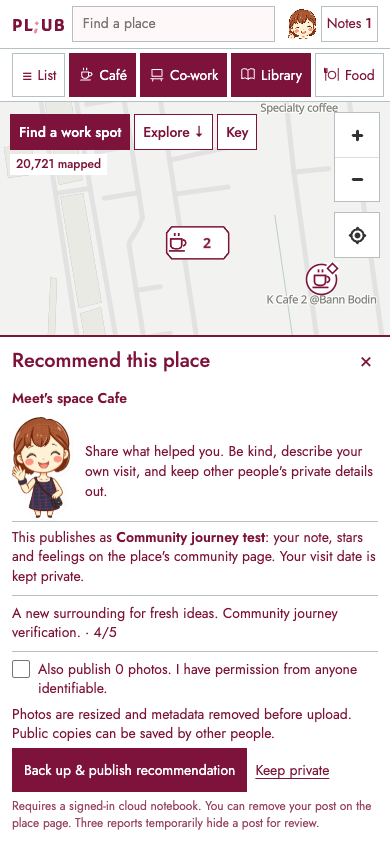 PL;UB
Find a place
Notes 1
≡ List
Café
Co-work
Library
Food
Specialty coffee
Find a work spot
Explore ↓
Key
+
20,721 mapped
−
2
K Cafe 2 @Bann Bodin
Recommend this place
×
Meet's space Cafe
Share what helped you. Be kind, describe your
own visit, and keep other people's private details
out.
This publishes as Community journey test: your note, stars
and feelings on the place's community page. Your visit date is
kept private.
A new surrounding for fresh ideas. Community journey
verification. · 4/5
Also publish 0 photos. I have permission from anyone
identifiable.
Photos are resized and metadata removed before upload.
Public copies can be saved by other people.
Back up & publish recommendation
Keep private
Requires a signed-in cloud notebook. You can remove your post on the
place page. Three reports temporarily hide a post for review.